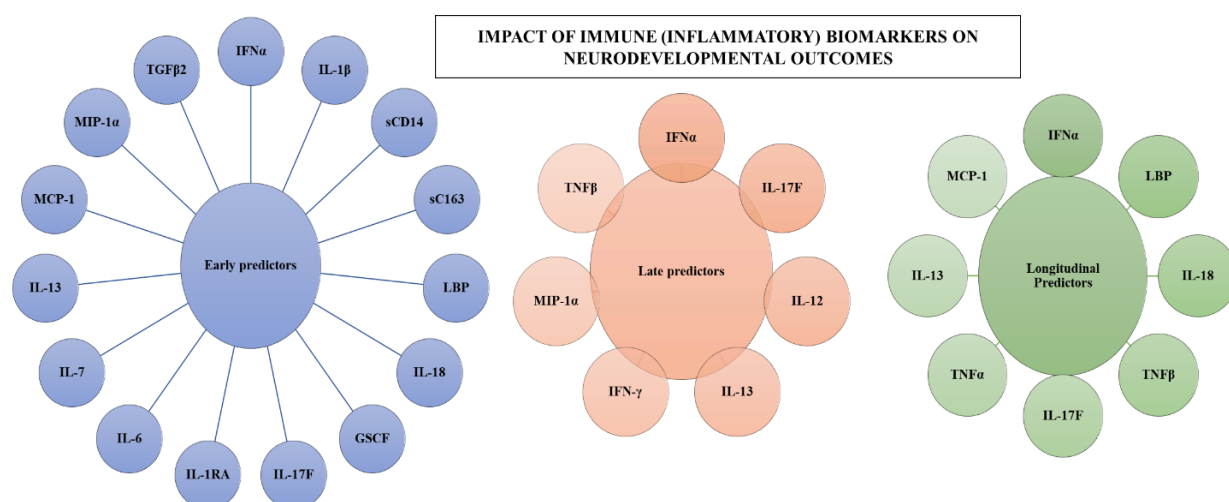 IMPACT OF IMMUNE (INFLAMMATORY) BIOMARKERS ON
NEURODEVELOPMENTAL OUTCOMES
Early predictors
IFNα
IL-1β
sCD14
sC163
LBP
IL-18
GSCF
IL-17F
IL-1RA
IL-6
IL-7
IL-13
MCP-1
MIP-1α
TGFβ2
Late predictors
IFNα
IL-17F
IL-12
IL-13
IFN-γ
MIP-1α
TNFβ
Longitudinal
Predictors
IFNα
LBP
IL-18
TNFβ
IL-17F
TNFα
IL-13
MCP-1